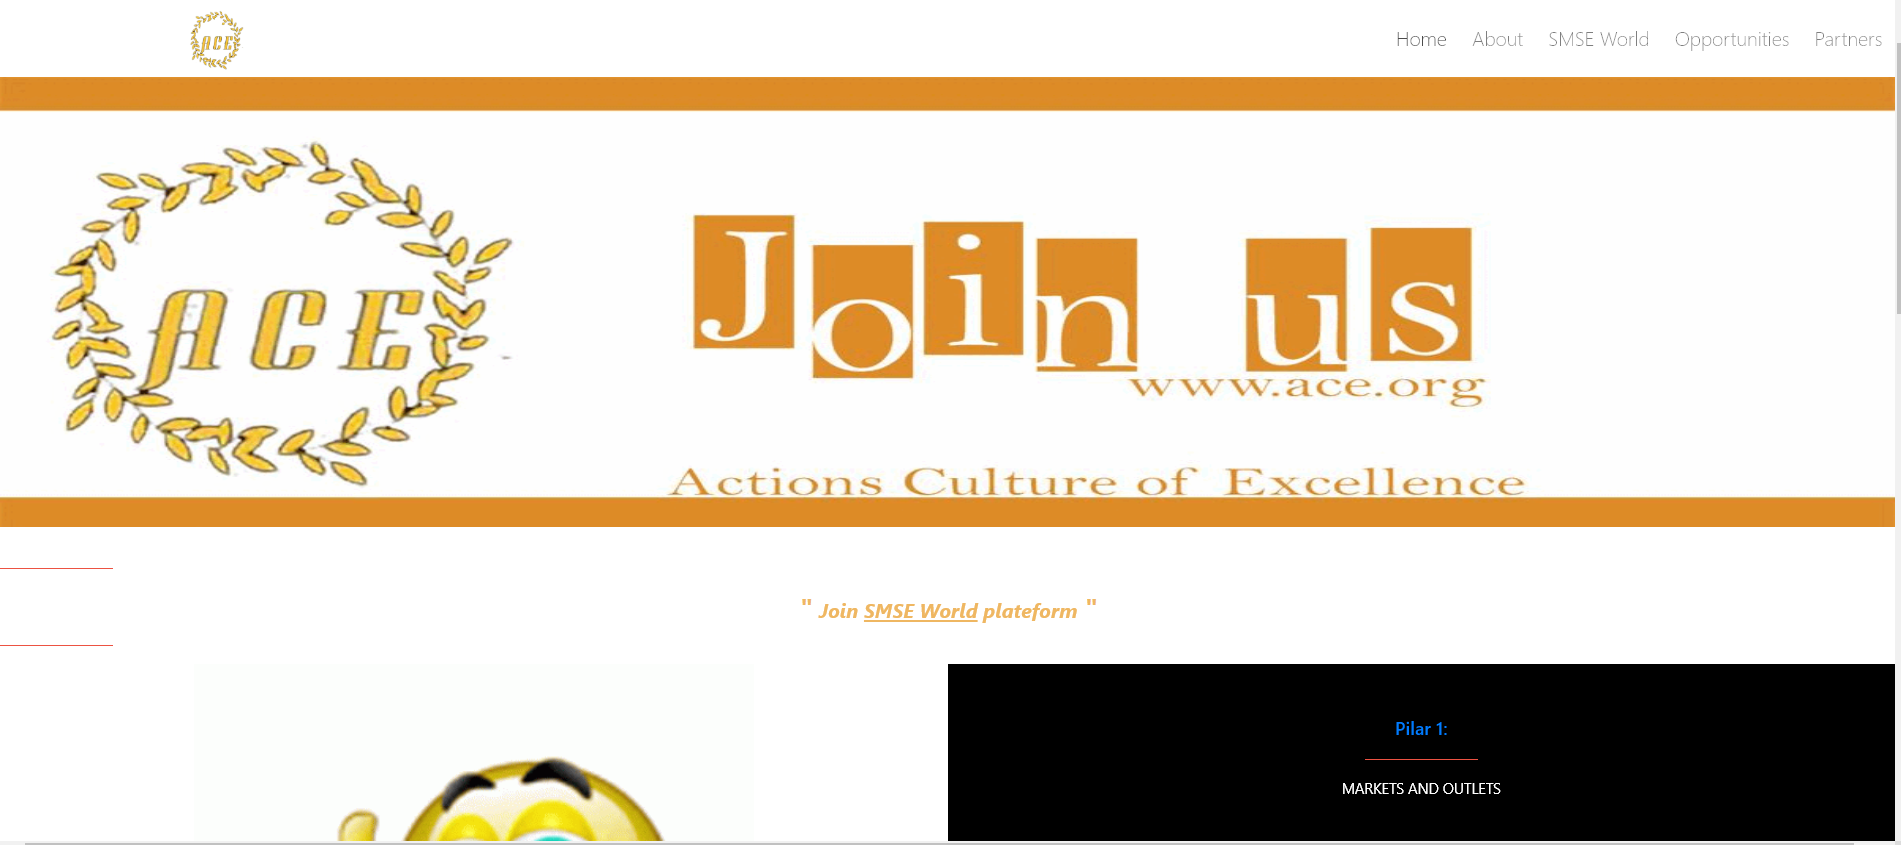 ACE
Home About SMSE World Opportunities Partners
ACE
Join us
www.ace.org
Actions Culture of Excellence
" Join SMSE World plateform "
Pilar 1:
MARKETS AND OUTLETS